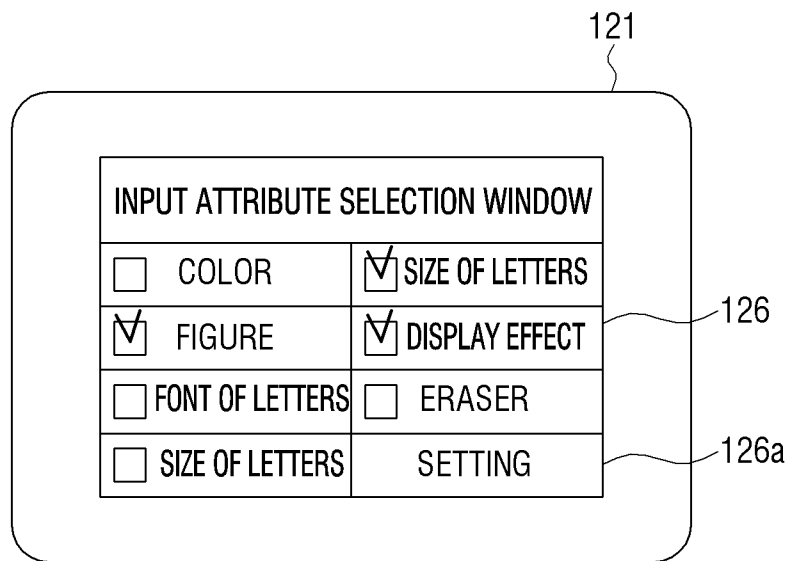 121
INPUT ATTRIBUTE SELECTION WINDOW
COLOR SIZE OF LETTERS
FIGURE DISPLAY EFFECT
126
FONT OF LETTERS ERASER
SIZE OF LETTERS SETTING
126a